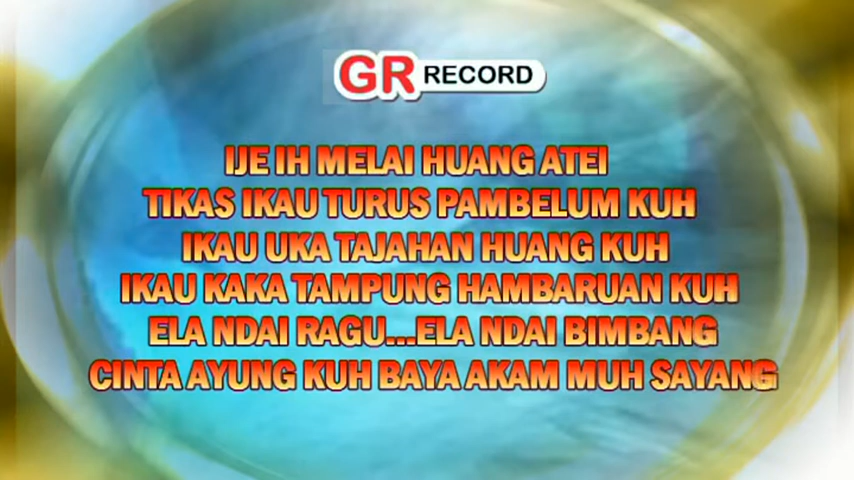 GR RECORD
IJE IH MELAI HUANG ATEI
TIKAS IKAU TURUS PAMBELUM KUH
IKAU UKA TAJAHAN HUANG KUH
IKAU KAKA TAMPUNG HAMBARUAN KUH
ELA NDAI RAGU...ELA NDAI BIMBANG
CINTA AYUNG KUH BAYA AKAM MUH SAYANG